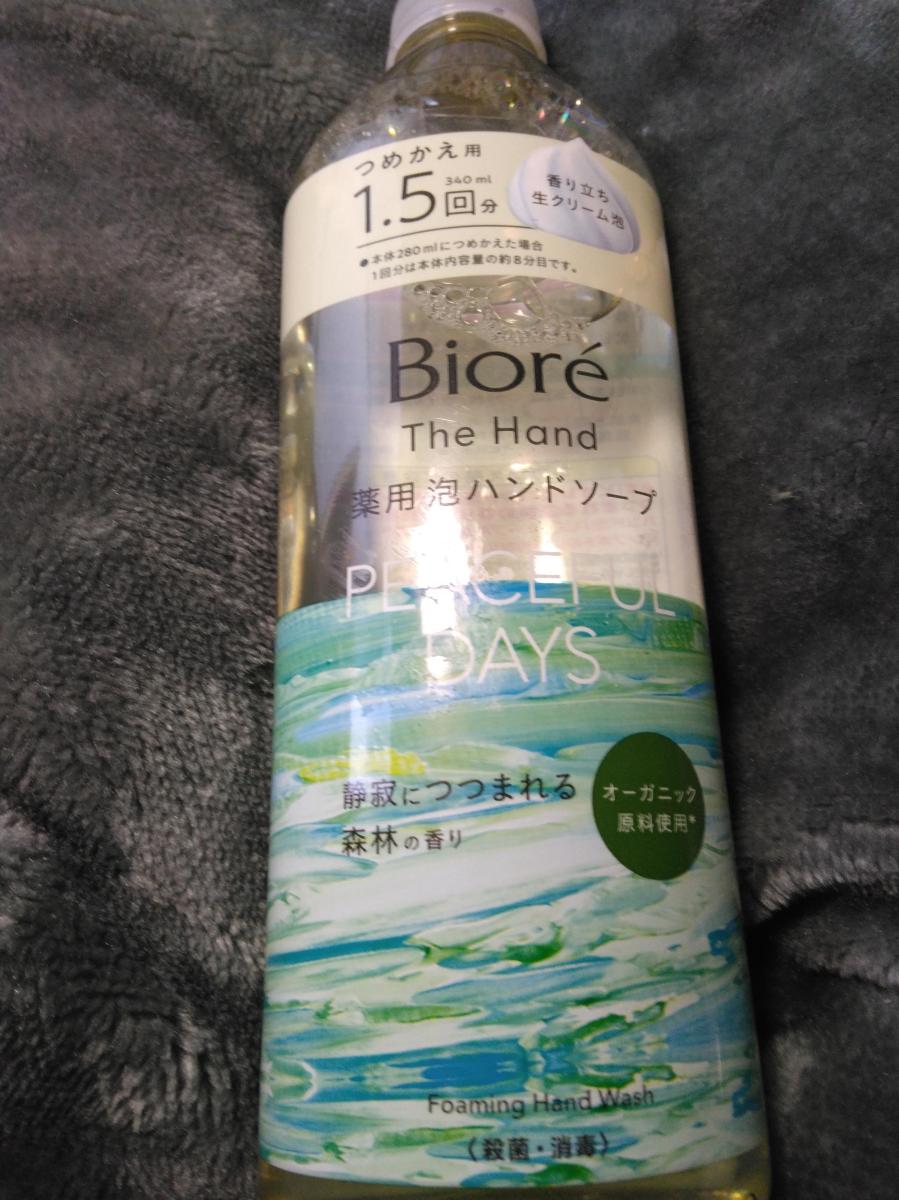 つめかえ用
1.5回分
340ml
香り立ち
生クリーム泡
●本体280mlにつめかえた場合
1回分は本体内容量の約8分目です。
Bioré
The Hand
薬用 泡ハンドソープ
PEACEFUL
DAYS
静寂につつまれる
森林の香り
オーガニック
原料使用*
Foaming Hand Wash
〈殺菌・消毒〉